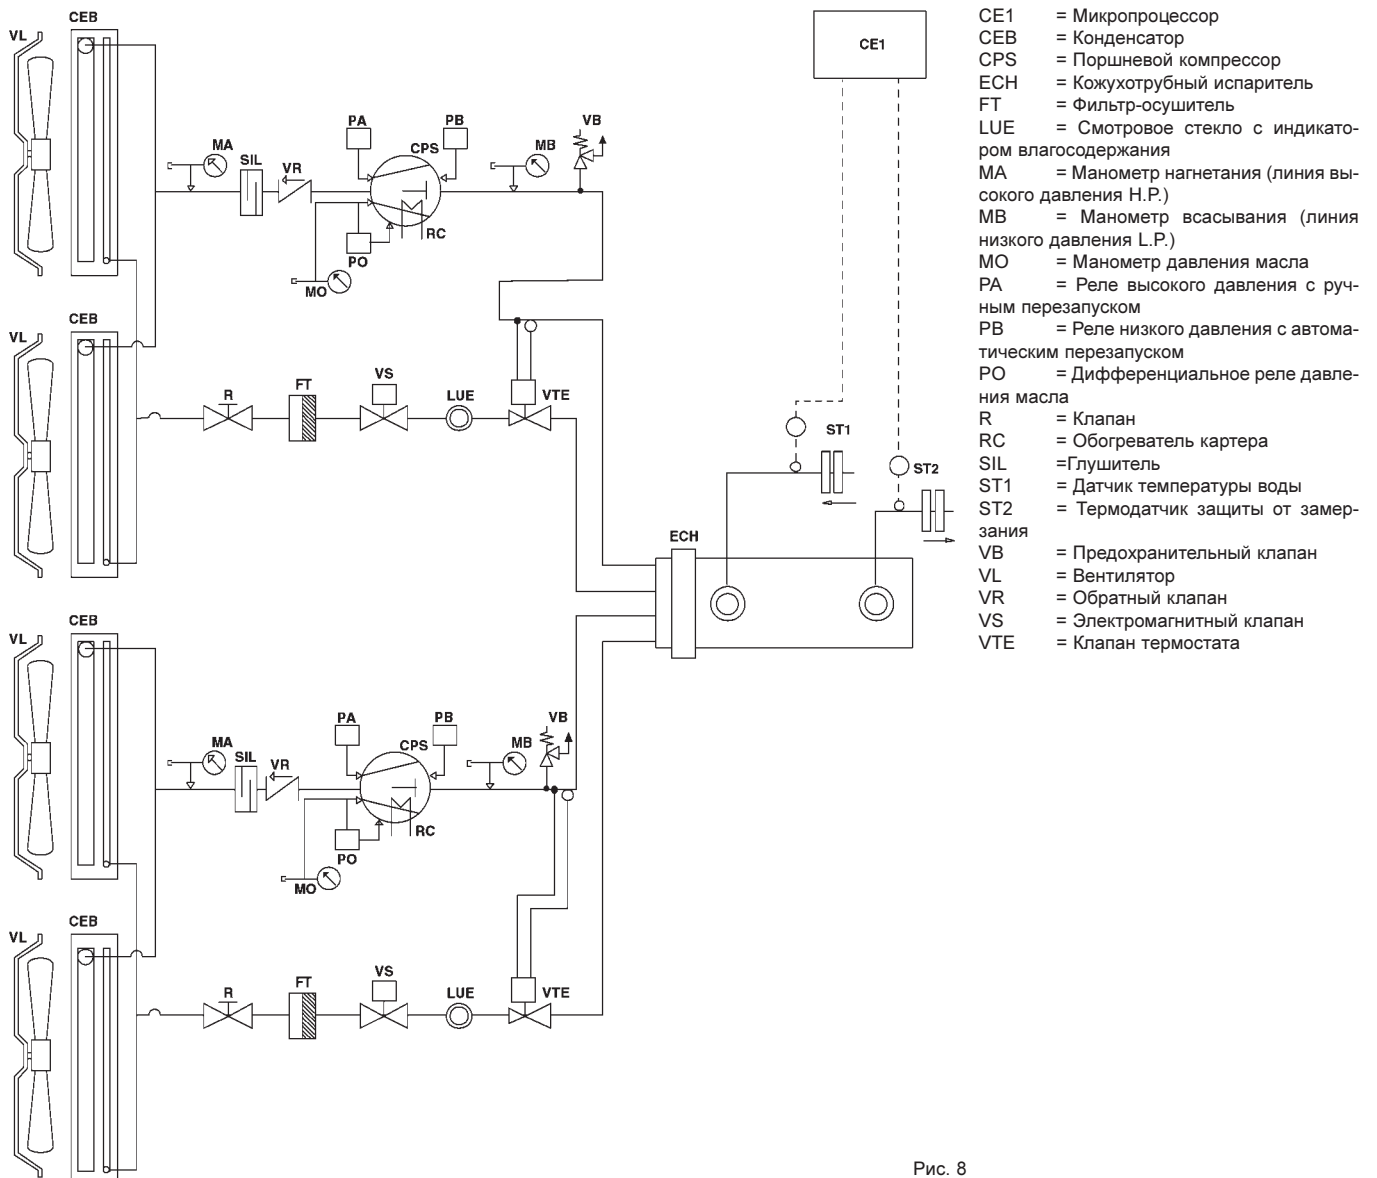 VL
CEB
MA
SIL
VR
PA
PB
CPS
RC
PO
MO
MB
VB
CE1
VL
CEB
R
FT
VS
LUE
VTE
ST1
ST2
ECH
VL
CEB
MA
SIL
VR
PA
PB
CPS
RC
PO
MO
MB
VB
VL
CEB
R
FT
VS
LUE
VTE
CE1 = Микропроцессор
CEB = Конденсатор
CPS = Поршневой компрессор
ECH = Кожухотрубный испаритель
FT = Фильтр-осушитель
LUE = Смотровое стекло с индикато-
ром влагосодержания
MA = Манометр нагнетания (линия вы-
сокого давления H.P.)
MB = Манометр всасывания (линия
низкого давления L.P.)
MO = Манометр давления масла
PA = Реле высокого давления с руч-
ным перезапуском
PB = Реле низкого давления с автома-
тическим перезапуском
PO = Дифференциальное реле давле-
ния масла
R = Клапан
RC = Обогреватель картера
SIL =Глушитель
ST1 = Датчик температуры воды
ST2 = Термодатчик защиты от замер-
зания
VB = Предохранительный клапан
VL = Вентилятор
VR = Обратный клапан
VS = Электромагнитный клапан
VTE = Клапан термостата
Рис. 8